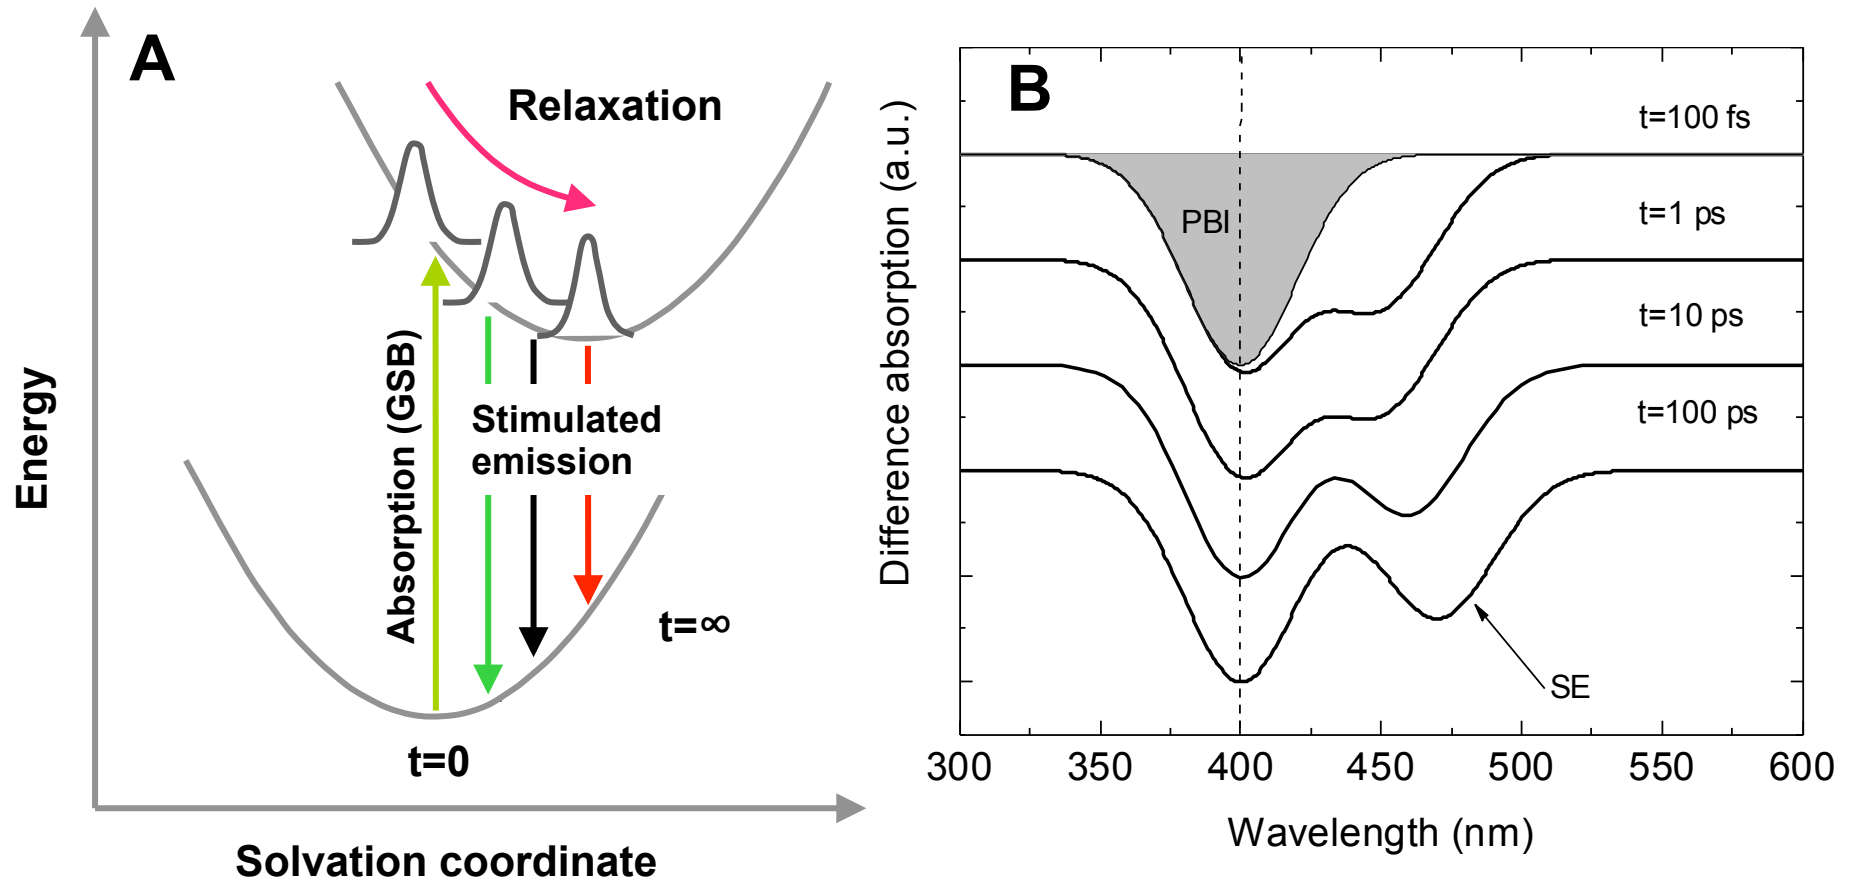 A
Relaxation
Energy
Absorption (GSB)
Stimulated
emission
t=∞
t=0
Solvation coordinate
B
Difference absorption (a.u.)
t=100 fs
PBl
t=1 ps
t=10 ps
t=100 ps
SE
300 350 400 450 500 550 600
Wavelength (nm)